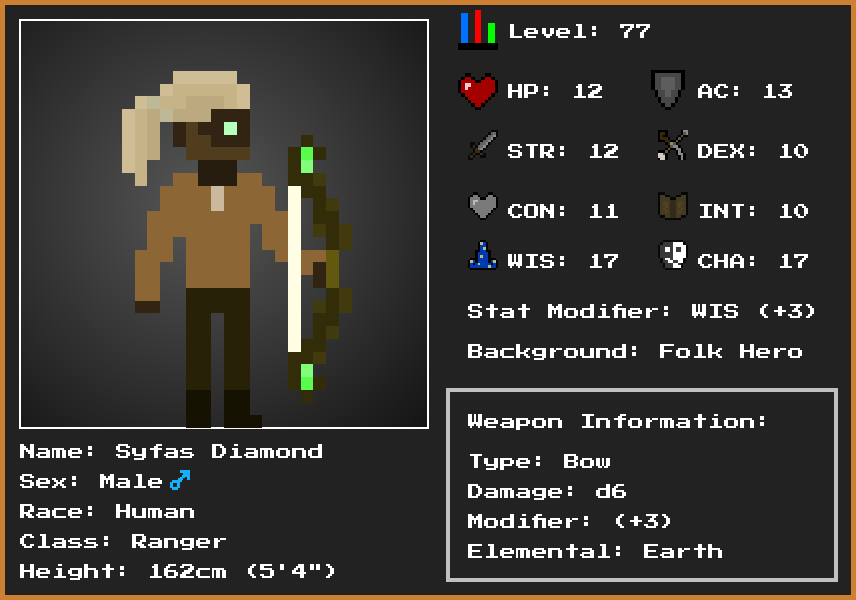 Level: 77
HP: 12 AC: 13
STR: 12 DEX: 10
CON: 11 INT: 10
WIS: 17 CHA: 17
Stat Modifier: WIS (+3)
Background: Folk Hero
Weapon Information:
Type: Bow
Damage: d6
Modifier: (+3)
Elemental: Earth
Name: Syfas Diamond
Sex: Male ♂
Race: Human
Class: Ranger
Height: 162cm (5'4")